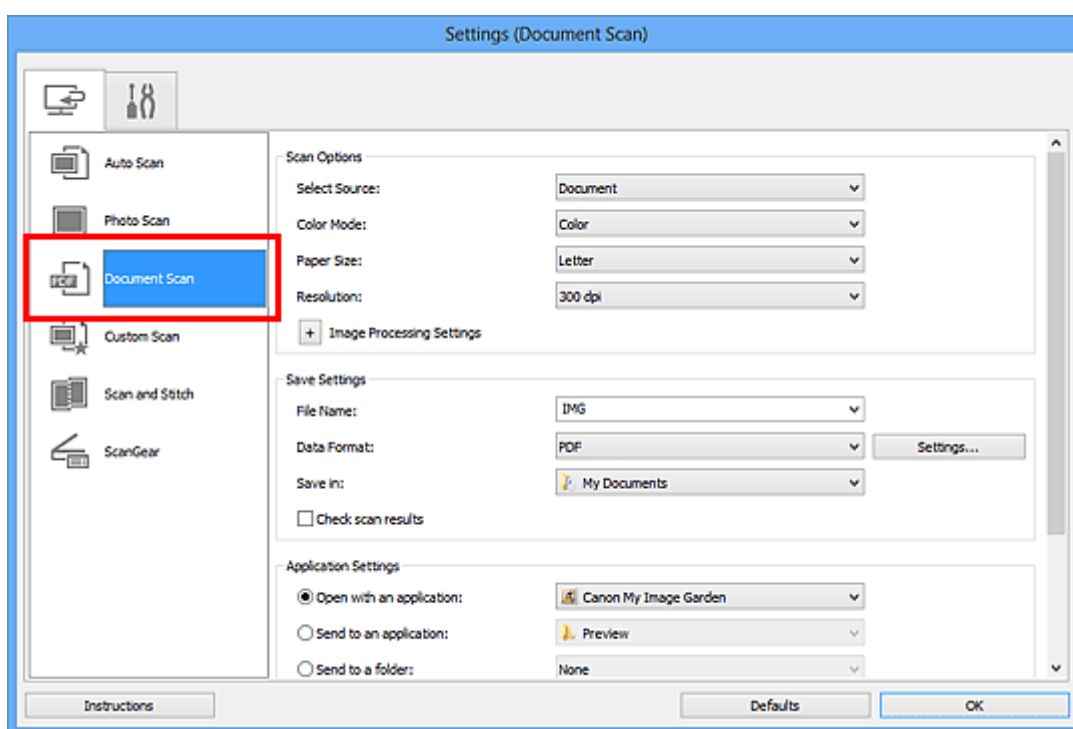 Settings (Document Scan)
Auto Scan
Photo Scan
PDF
Document Scan
Custom Scan
Scan and Stitch
ScanGear
Scan Options
Select Source: Document
Color Mode: Color
Paper Size: Letter
Resolution: 300 dpi
+ Image Processing Settings
Save Settings
File Name: IMG
Data Format: PDF Settings...
Save in: My Documents
Check scan results
Application Settings
Open with an application: Canon My Image Garden
Send to an application: Preview
Send to a folder: None
Instructions Defaults OK